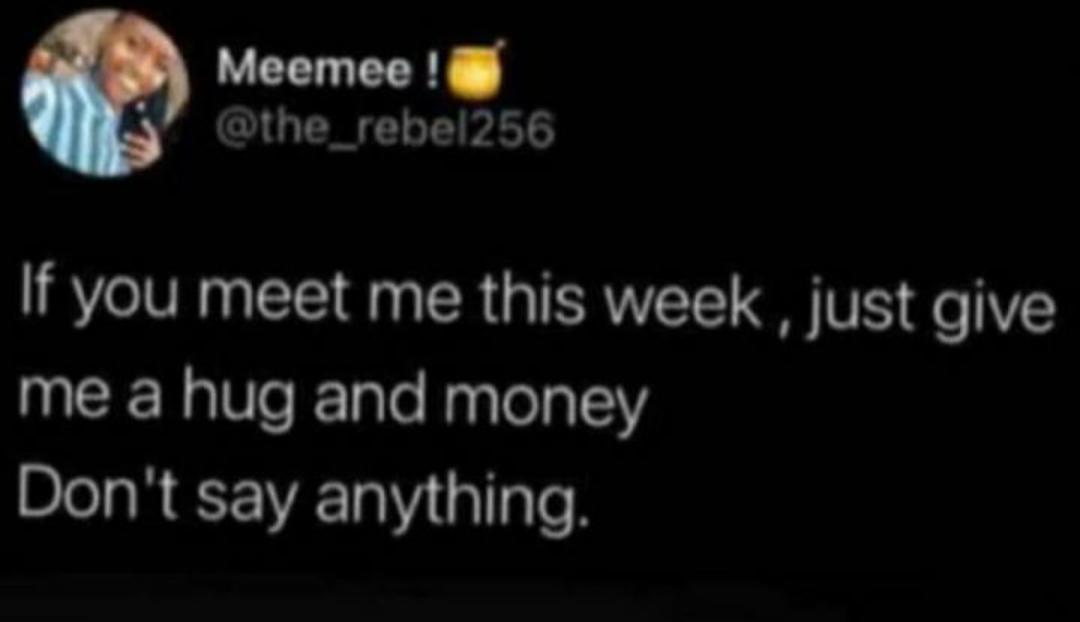 Meemee !🍯
@the_rebel256
If you meet me this week , just give
me a hug and money
Don't say anything.